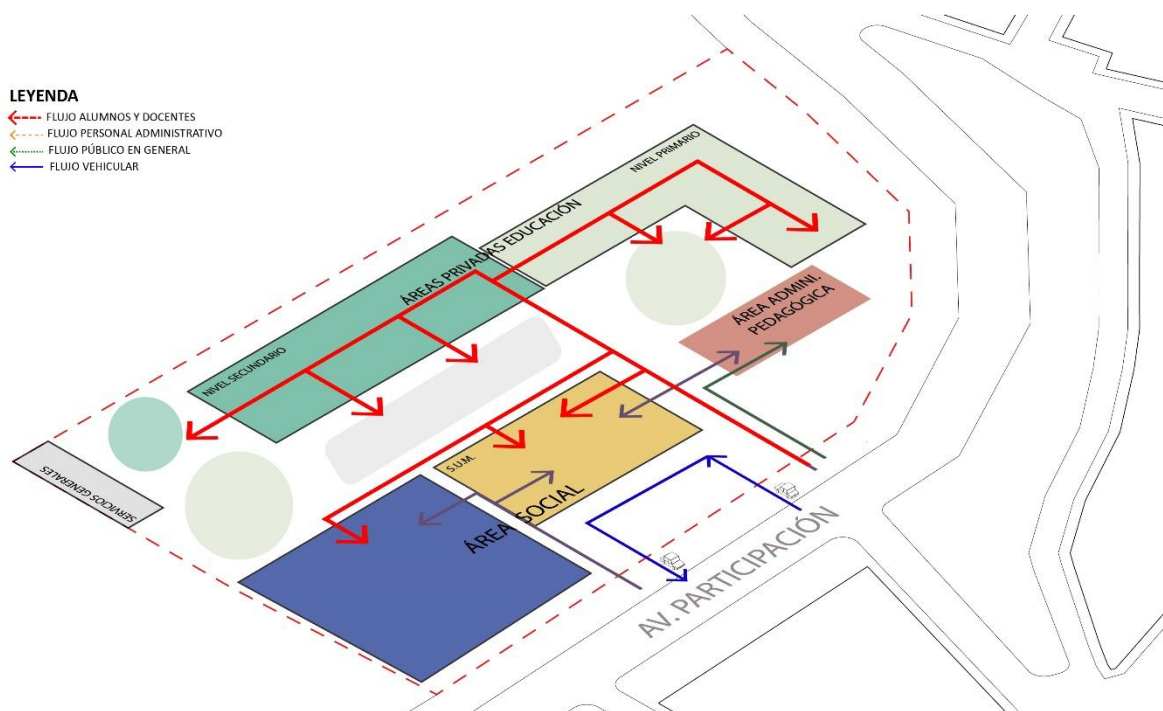 LEYENDA
FLUJO ALUMNOS Y DOCENTES
FLUJO PERSONAL ADMINISTRATIVO
FLUJO PÚBLICO EN GENERAL
FLUJO VEHICULAR
NIVEL PRIMARIO
ÁREAS PRIVADAS EDUCACIÓN
NIVEL SECUNDARIO
ÁREA ADMINI.
PEDAGÓGICA
S.U.M.
ÁREA SOCIAL
SERVICIOS GENERALES
AV. PARTICIPACIÓN